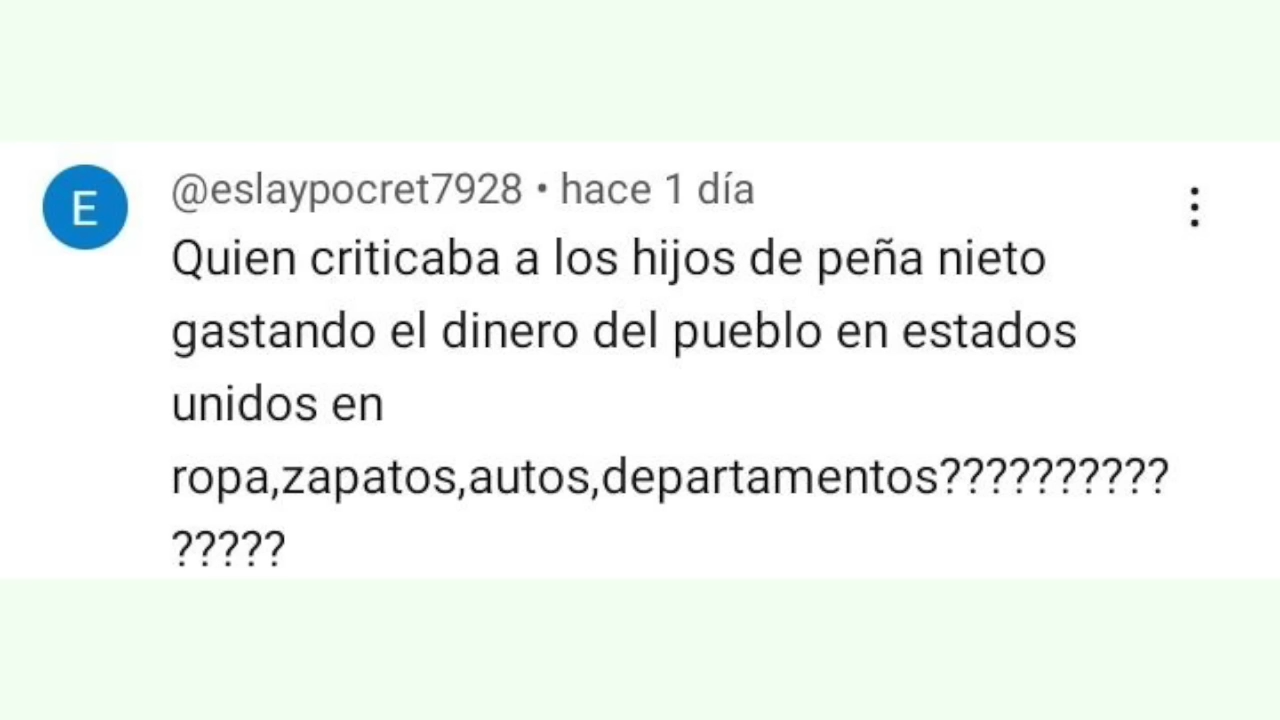 E
@eslaypocret7928 • hace 1 día
Quien criticaba a los hijos de peña nieto
gastando el dinero del pueblo en estados
unidos en
ropa,zapatos,autos,departamentos??????????
?????